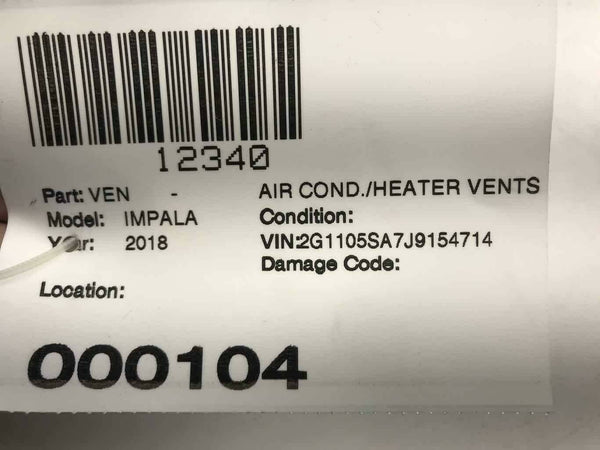 12340
Part: VEN - AIR COND./HEATER VENTS
Model: IMPALA Condition:
Year: 2018 VIN:2G1105SA7J9154714
Damage Code:
Location:
000104